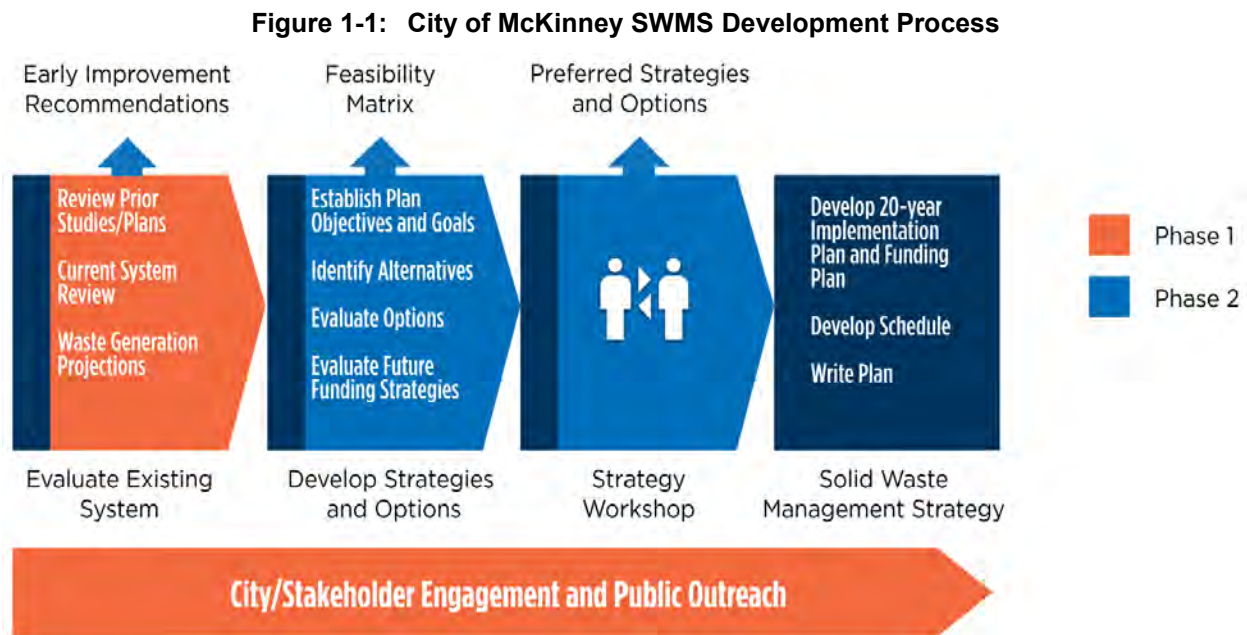 Figure 1-1: City of McKinney SWMS Development Process
Early Improvement
Recommendations
Feasibility
Matrix
Preferred Strategies
and Options
Review Prior
Studies/Plans
Current System
Review
Waste Generation
Projections
Establish Plan
Objectives and Goals
Identify Alternatives
Evaluate Options
Evaluate Future
Funding Strategies
Develop 20-year
Implementation
Plan and Funding
Plan
Develop Schedule
Write Plan
Phase 1
Phase 2
Evaluate Existing
System
Develop Strategies
and Options
Strategy
Workshop
Solid Waste
Management Strategy
City/Stakeholder Engagement and Public Outreach